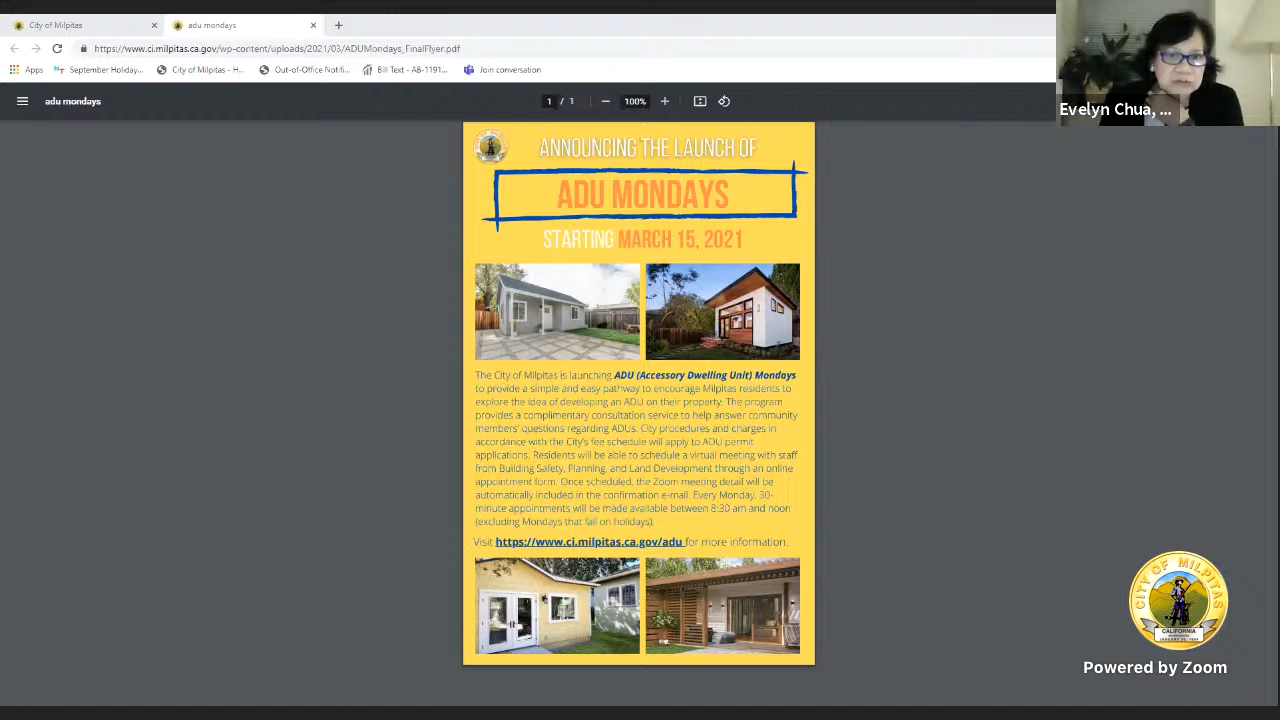 City of Milpitas
adu mondays
https://www.ci.milpitas.ca.gov/wp-content/uploads/2021/03/ADUMondays_FinalFlyer.pdf
Apps
September Holiday...
City of Milpitas - H...
Out-of-Office Notifi...
Bill Text - AB-1191...
Join conversation
Evelyn Chua, ...
adu mondays
1 / 1
100%
ANNOUNCING THE LAUNCH OF
ADU MONDAYS
STARTING MARCH 15, 2021
The City of Milpitas is launching ADU (Accessory Dwelling Unit) Mondays
to provide a simple and easy pathway to encourage Milpitas residents to
explore the idea of developing an ADU on their property. The program
provides a complimentary consultation service to help answer community
members' questions regarding ADUs. City procedures and charges in
accordance with the City's fee schedule will apply to ADU permit
applications. Residents will be able to schedule a virtual meeting with staff
from Building Safety, Planning, and Land Development through an online
appointment form. Once scheduled, the Zoom meeting detail will be
automatically included in the confirmation e-mail. Every Monday, 30-
minute appointments will be made available between 8:30 am and noon
(excluding Mondays that fall on holidays).
Visit https://www.ci.milpitas.ca.gov/adu for more information.
CITY OF MILPITAS
CALIFORNIA
Powered by Zoom